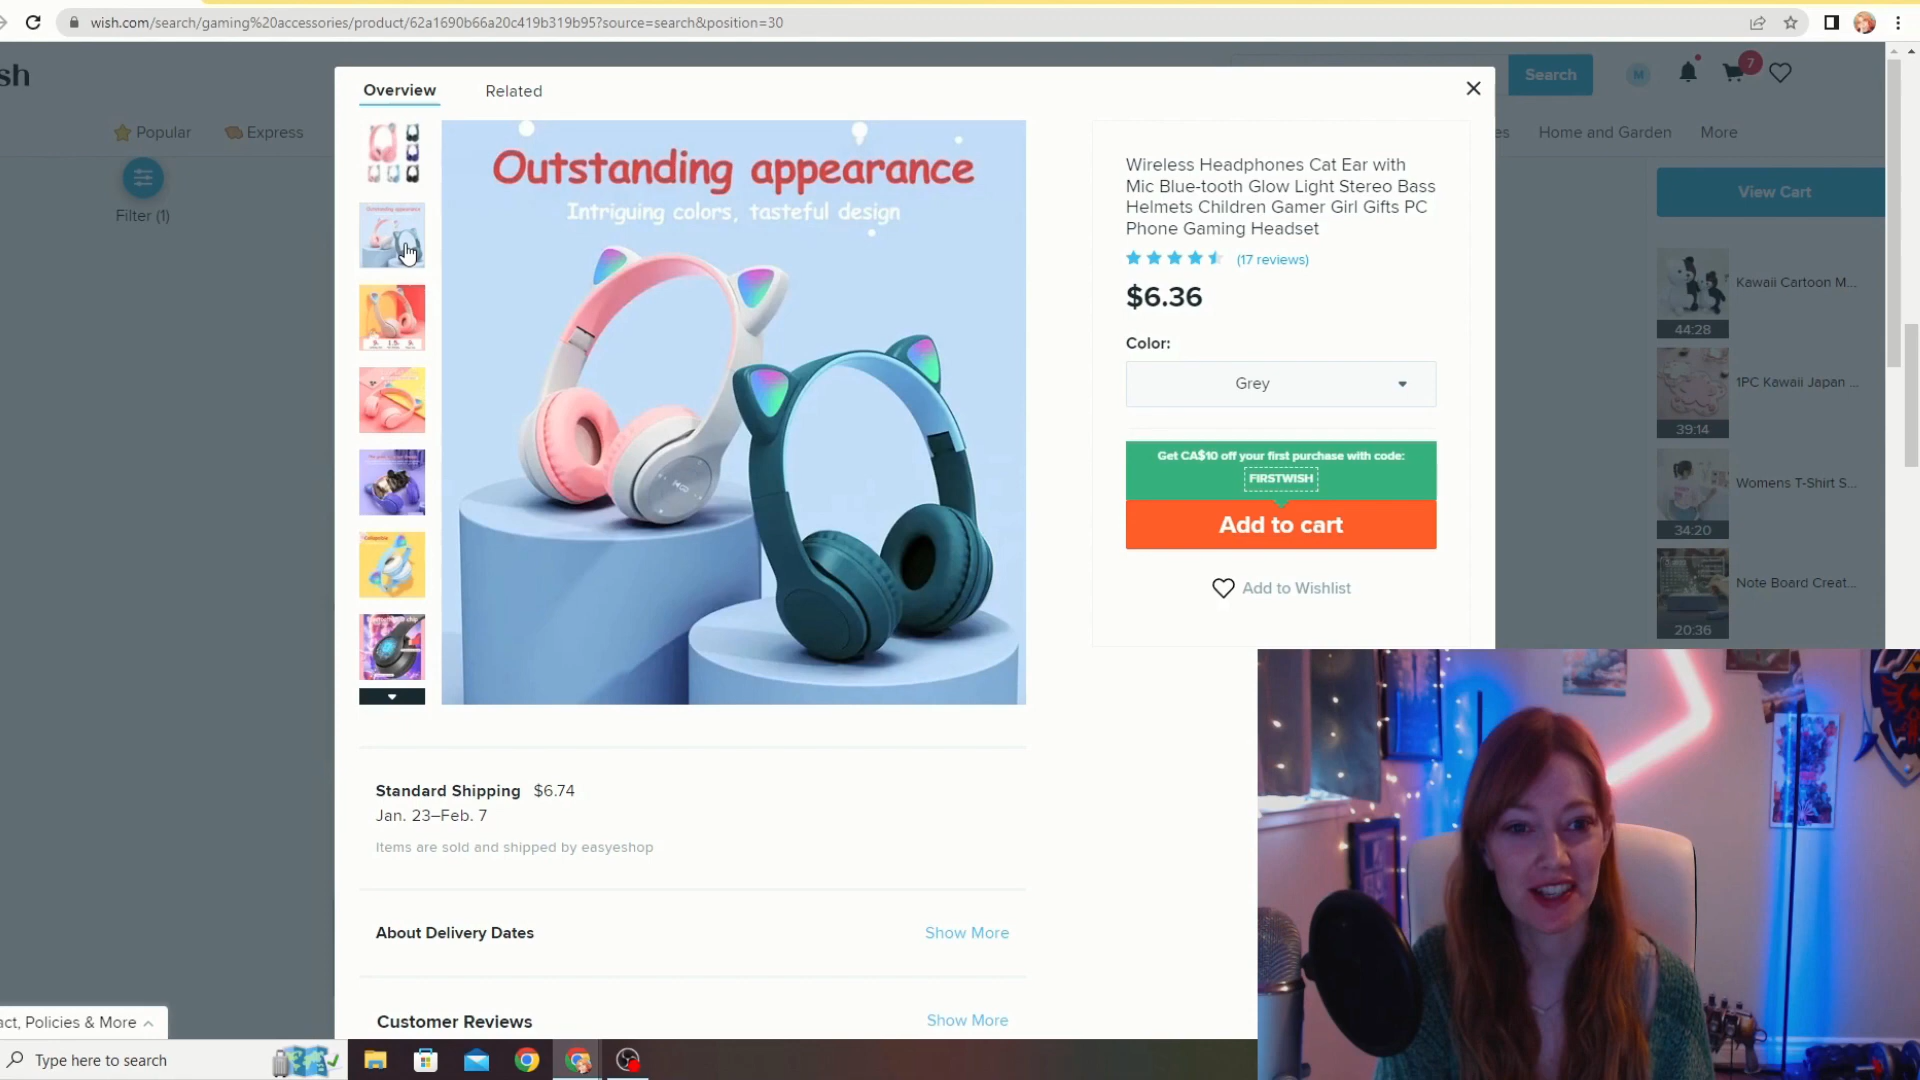 wish.com/search/gaming%20accessories/product/62a1690b66a20c419b319b95?source=search&position=30
sh
Search
M
7
Popular
Express
es
Home and Garden
More
Filter (1)
Overview
Related
Outstanding appearance
Intriguing colors, tasteful design
Wireless Headphones Cat Ear with
Mic Blue-tooth Glow Light Stereo Bass
Helmets Children Gamer Girl Gifts PC
Phone Gaming Headset
(17 reviews)
$6.36
Color:
Grey
Get CA$10 off your first purchase with code:
FIRSTWISH
Add to cart
Add to Wishlist
View Cart
Kawaii Cartoon M...
44:28
1PC Kawaii Japan ...
39:14
Womens T-Shirt S...
34:20
Note Board Creat...
20:36
Standard Shipping $6.74
Jan. 23–Feb. 7
Items are sold and shipped by easyeshop
About Delivery Dates
Show More
Customer Reviews
Show More
act, Policies & More
Type here to search